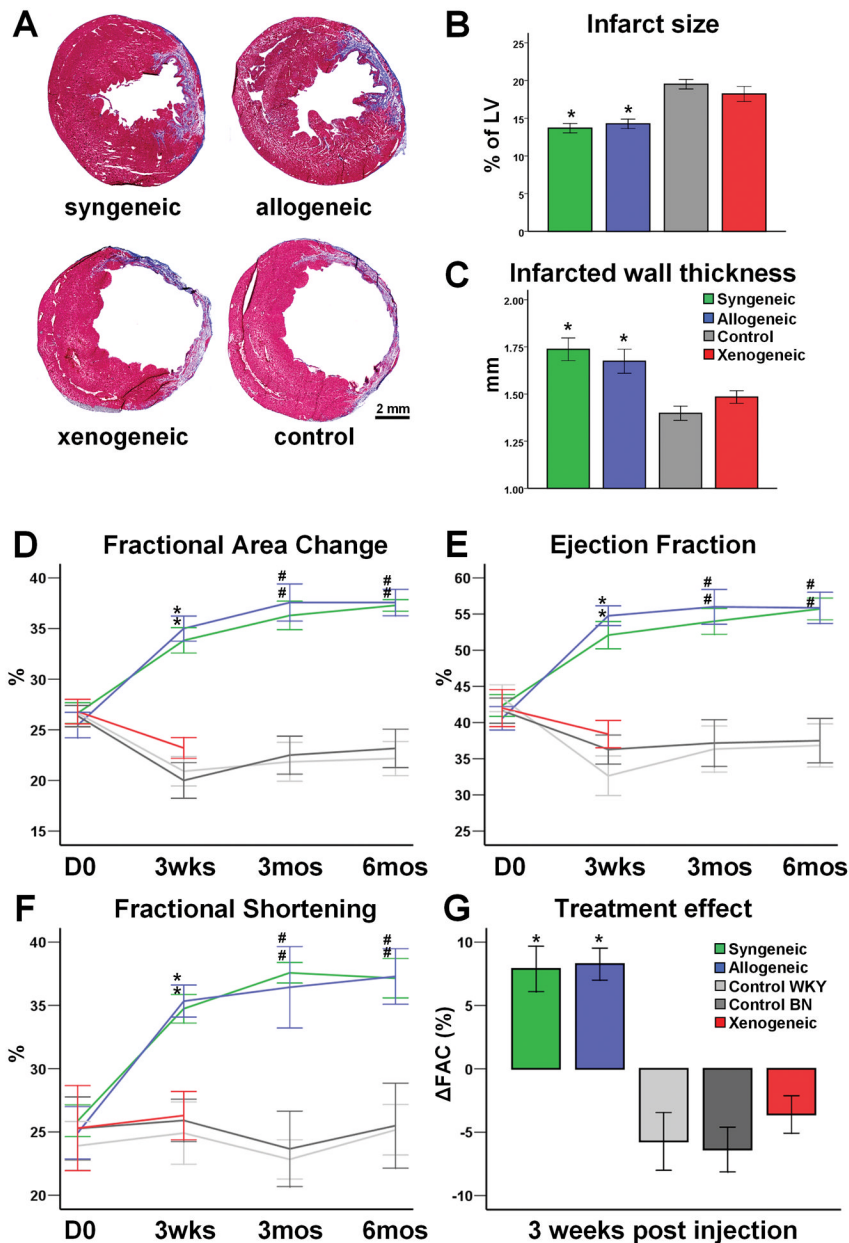 A
syngeneic
allogeneic
xenogeneic
control
2 mm
B
Infarct size
% of LV
25
20
15
10
5
0
*
*
C
Infarcted wall thickness
mm
2.00
1.75
1.50
1.25
1.00
*
*
Syngeneic
Allogeneic
Control
Xenogeneic
D
Fractional Area Change
%
40
35
30
25
20
15
*
*
#
#
#
#
D0
3wks
3mos
6mos
E
Ejection Fraction
%
60
55
50
45
40
35
30
25
*
*
#
#
#
#
D0
3wks
3mos
6mos
F
Fractional Shortening
%
40
35
30
25
20
*
*
#
#
#
#
D0
3wks
3mos
6mos
G
Treatment effect
ΔFAC (%)
10
5
0
-5
-10
*
*
Syngeneic
Allogeneic
Control WKY
Control BN
Xenogeneic
3 weeks post injection